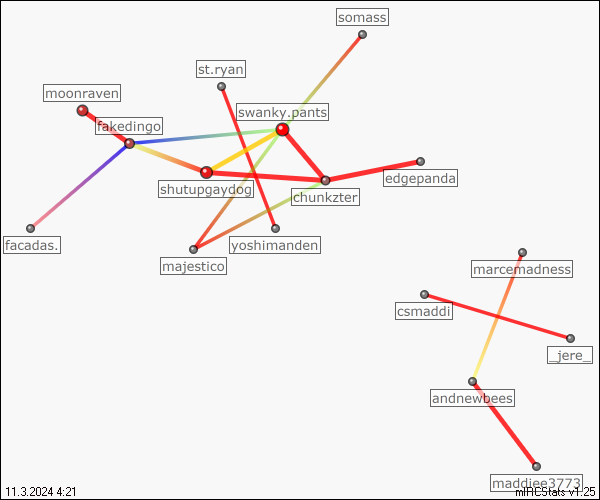 somass
st.ryan
moonraven
swanky.pants
fakedingo
shutupgaydog
edgepanda
chunkzter
facadas.
yoshimanden
majestico
marcemadness
csmaddi
_jere_
andnewbees
maddiee3773
11.3.2024 4:21
mIRCStats v1.25